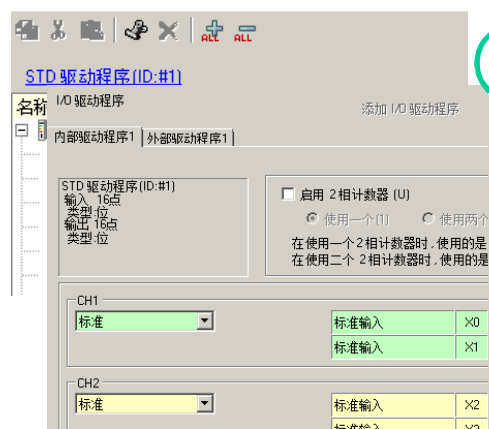 ALL ALL
STD 驱动程序(ID:#1)
名称
I/O 驱动程序
添加 I/O 驱动程序
内部驱动程序1 外部驱动程序1
STD 驱动程序(ID:#1)
输入 16点
类型:位
输出 16点
类型:位
启用 2相计数器 (U)
使用一个(1) 使用两个
在使用一个2相计数器时,使用的是
在使用二个 2相计数器时,使用的是
CH1
标准 标准输入 X0
标准输入 X1
CH2
标准 标准输入 X2
标准输入